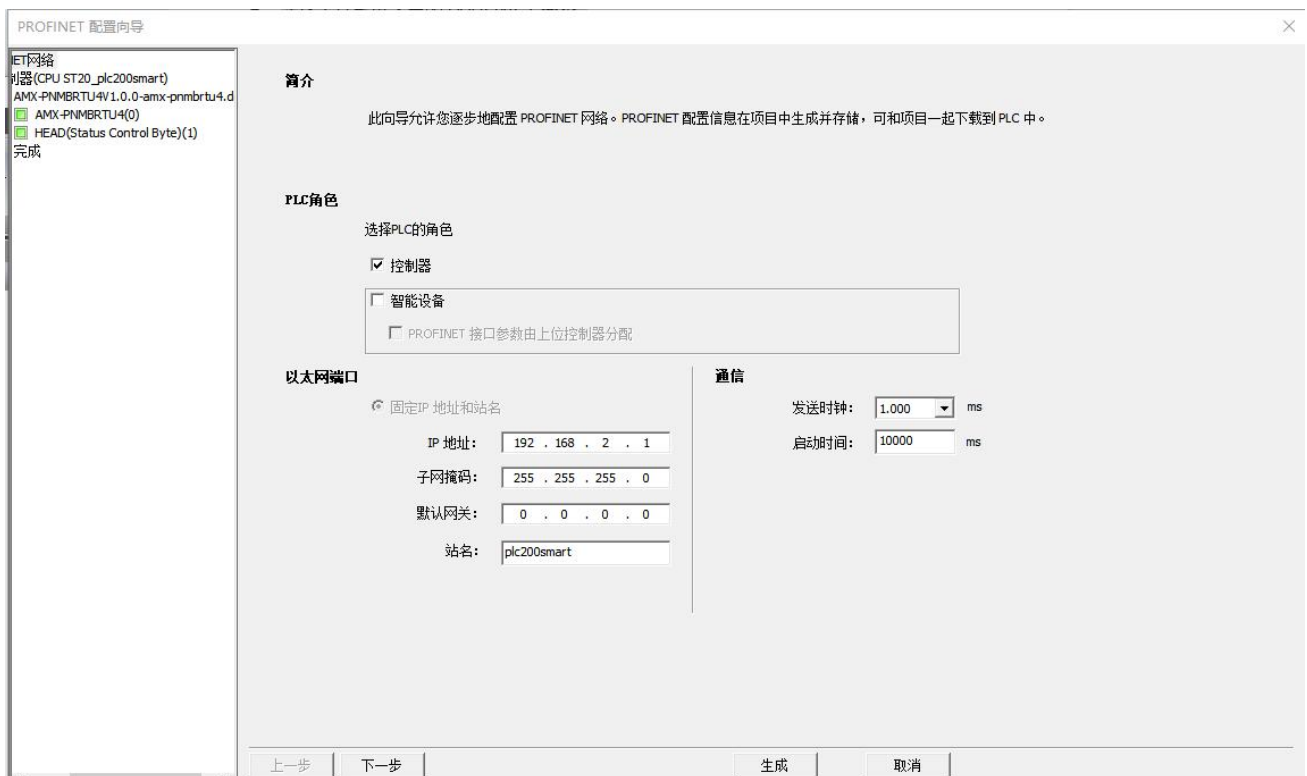 PROFINET 配置向导
ET网络
制器(CPU ST20_plc200smart)
AMX-PNMBRTU4V1.0.0-amx-pnmbrtu4.d
AMX-PNMBRTU4(0)
HEAD(Status Control Byte)(1)
完成
简介
此向导允许您逐步地配置 PROFINET 网络。PROFINET 配置信息在项目中生成并存储，可和项目一起下载到 PLC 中。
PLC角色
选择PLC的角色
控制器
智能设备
PROFINET 接口参数由上位控制器分配
以太网端口
固定IP 地址和站名
IP 地址： 192 . 168 . 2 . 1
子网掩码： 255 . 255 . 255 . 0
默认网关： 0 . 0 . 0 . 0
站名： plc200smart
通信
发送时钟： 1.000 ms
启动时间： 10000 ms
上一步 下一步 生成 取消